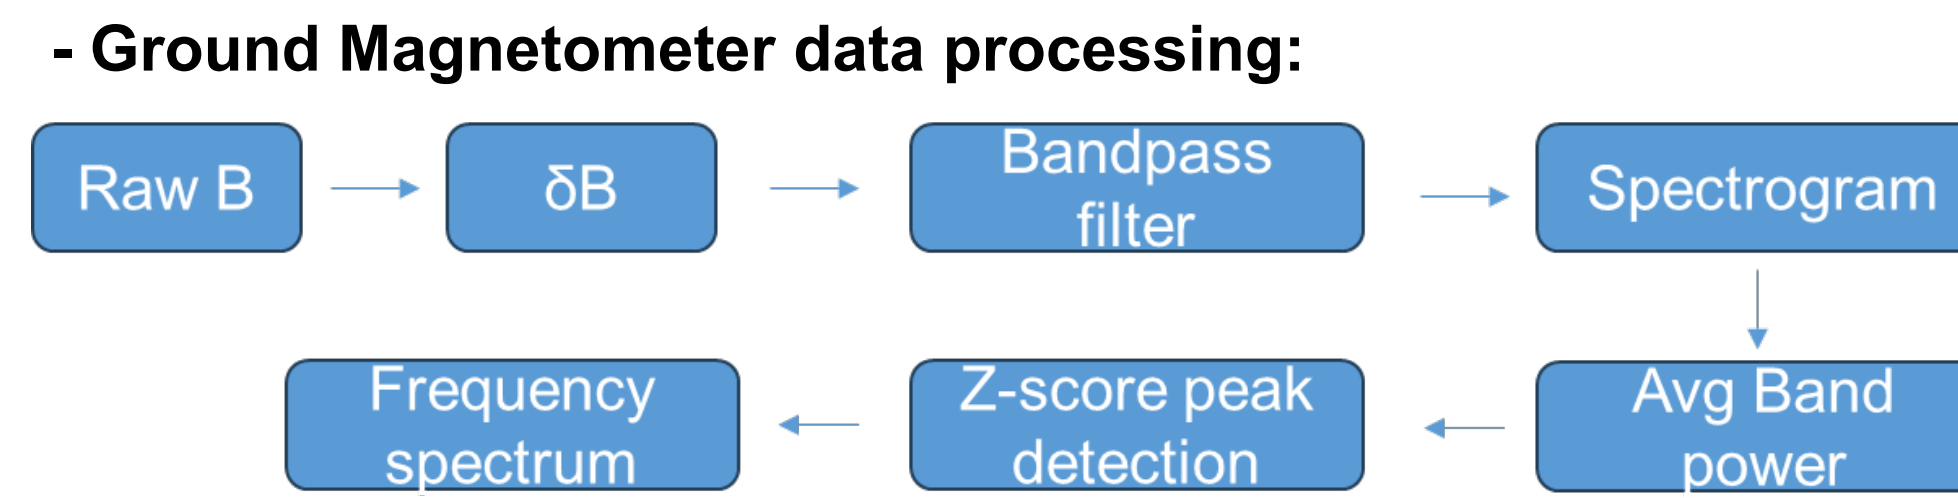 - Ground Magnetometer data processing:
Raw B
δB
Bandpass
filter
Spectrogram
Frequency
spectrum
Z-score peak
detection
Avg Band
power